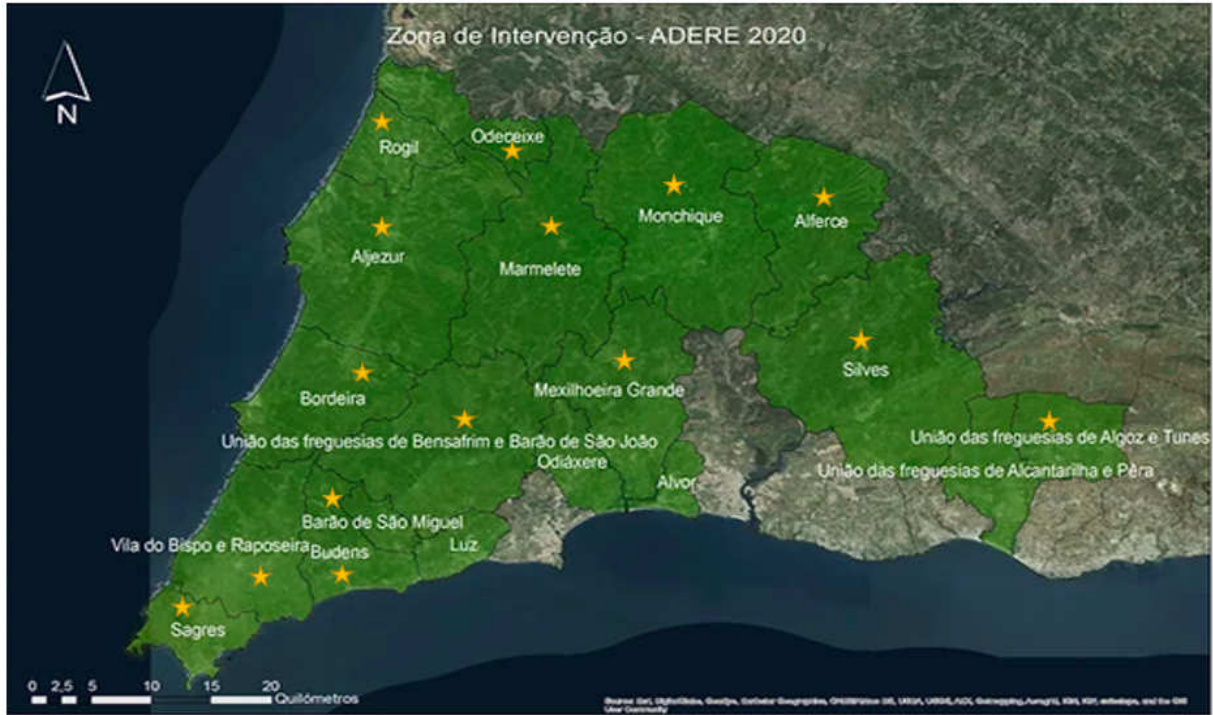 Zona de Intervenção - ADERE 2020
N
Odeceixe
Rogil
Monchique
Alferce
Aljezur
Marmelete
Silves
Mexilhoeira Grande
Bordeira
União das freguesias de Bensafrim e Barão de São João
União das freguesias de Algoz e Tunes
Odiáxere
União das freguesias de Alcantarilha e Pêra
Alvor
Barão de São Miguel
Vila do Bispo e Raposeira
Budens
Luz
Sagres
0 2,5 5 10 15 20
Quilómetros
User Community